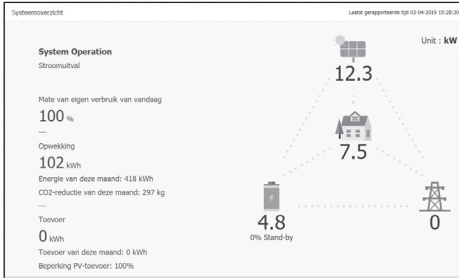 Systeemoverzicht
Laatst gerapporteerde tijd 03-04-2019 15:28:30
Unit : kW
System Operation
Stroomuitval
Mate van eigen verbruik van vandaag
100 %
—
Opwekking
102 kWh
Energie van deze maand: 418 kWh
CO2-reductie van deze maand: 297 kg
—
Toevoer
0 kWh
Toevoer van deze maand: 0 kWh
Beperking PV-toevoer: 100%
12.3
7.5
4.8
0% Stand-by
0